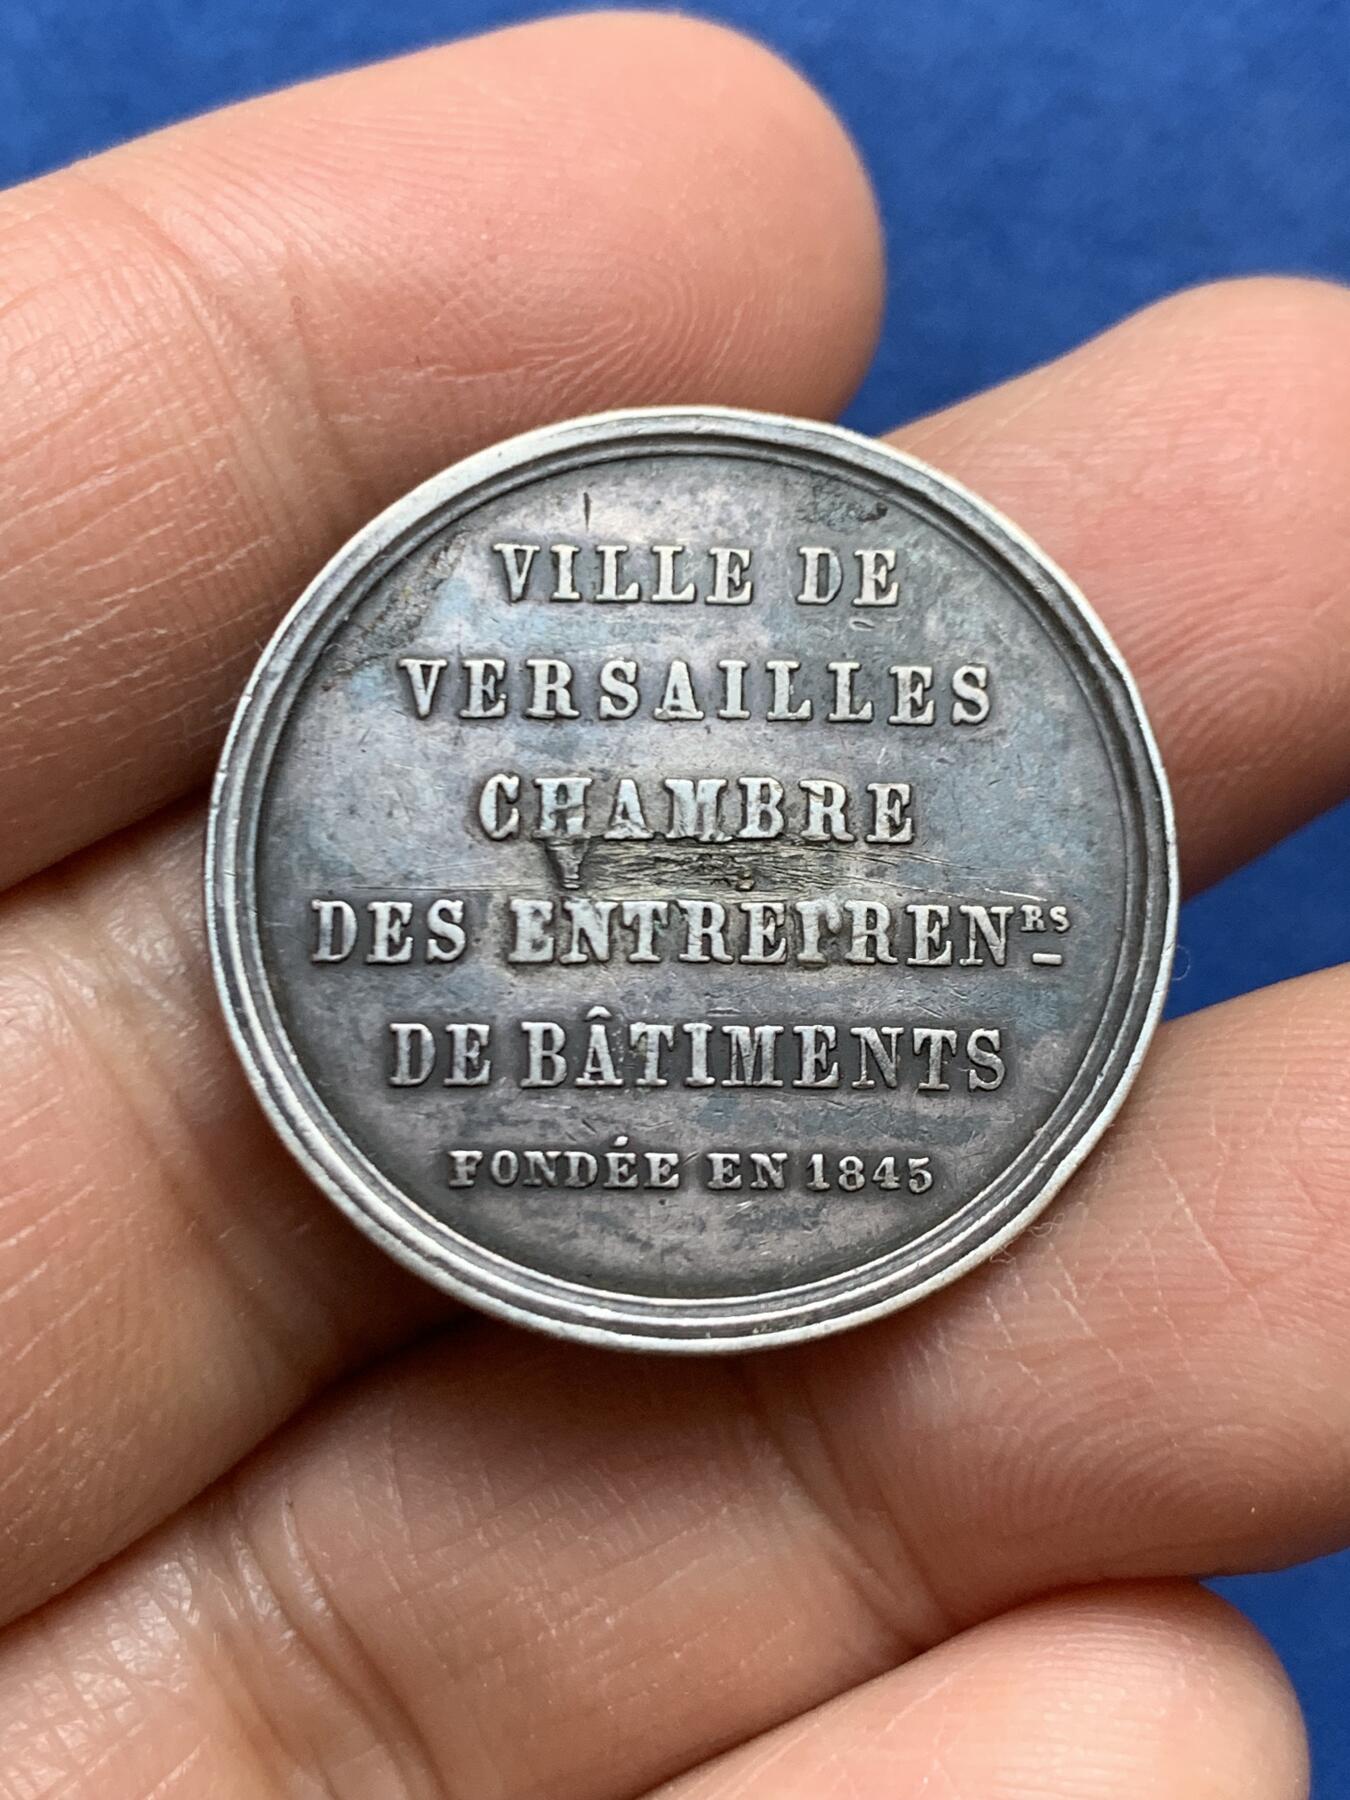 VILLE DE
VERSAILLES
CHAMBRE
DES ENTREPRENRS
DE BÂTIMENTS
FONDÉE EN 1845